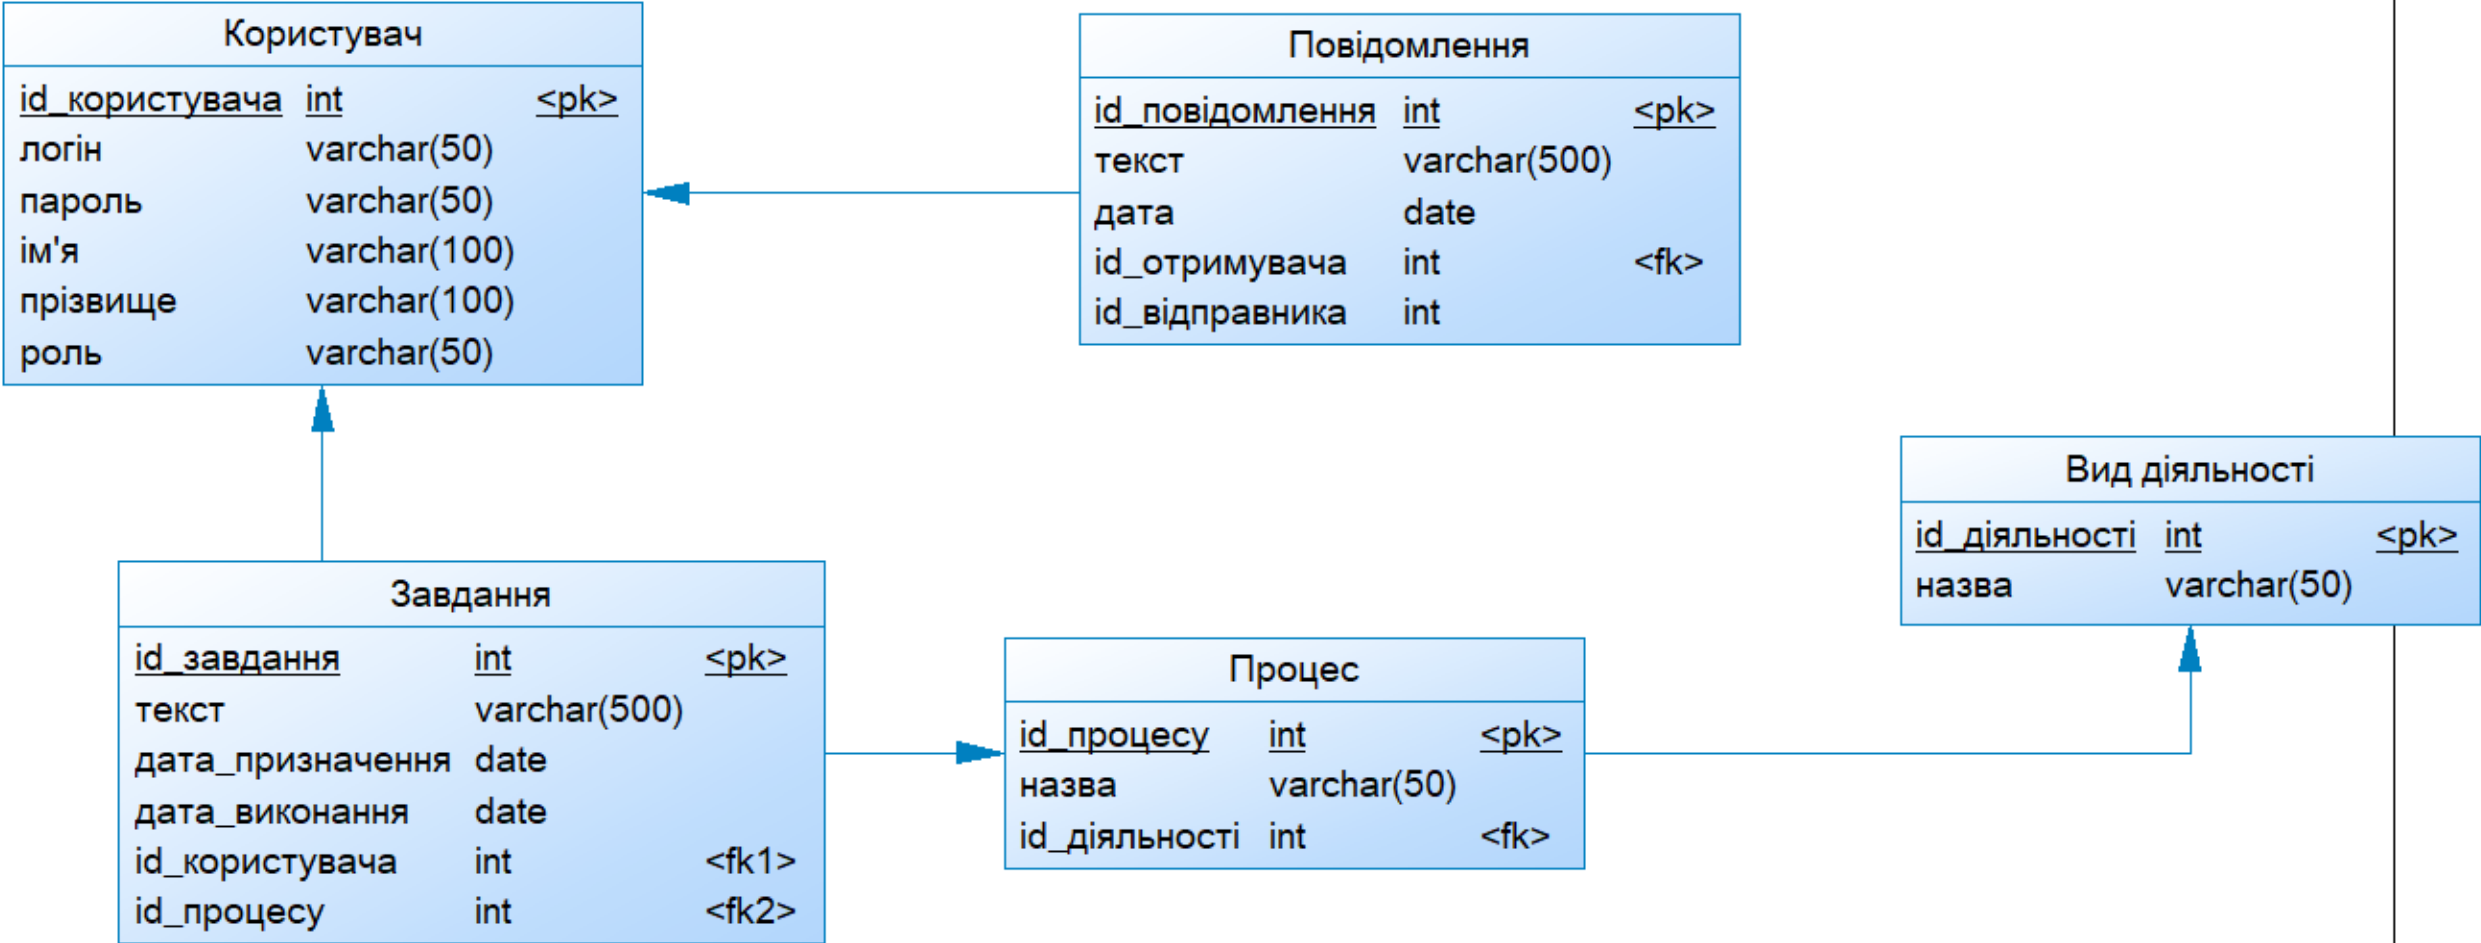 Користувач
id_користувача int <pk>
логін varchar(50)
пароль varchar(50)
ім'я varchar(100)
прізвище varchar(100)
роль varchar(50)
Повідомлення
id_повідомлення int <pk>
текст varchar(500)
дата date
id_отримувача int <fk>
id_відправника int
Вид діяльності
id_діяльності int <pk>
назва varchar(50)
Завдання
id_завдання int <pk>
текст varchar(500)
дата_призначення date
дата_виконання date
id_користувача int <fk1>
id_процесу int <fk2>
Процес
id_процесу int <pk>
назва varchar(50)
id_діяльності int <fk>